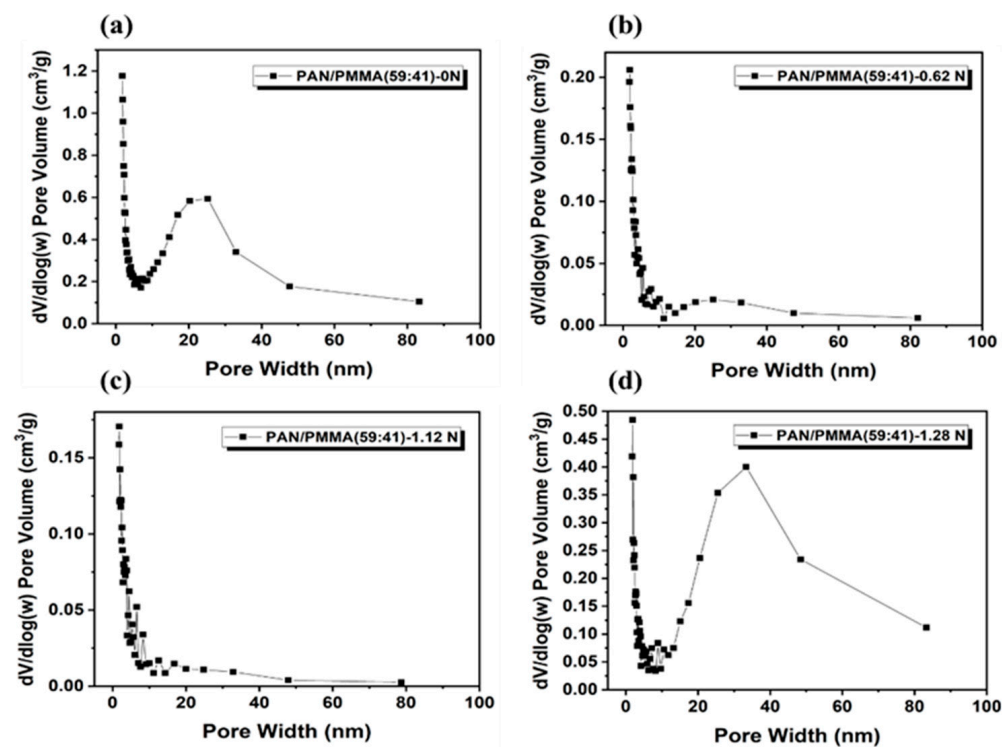 (a)
dV/dlog(w) Pore Volume (cm³/g)
1.2
1.0
0.8
0.6
0.4
0.2
0.0
PAN/PMMA(59:41)-0N
0 20 40 60 80 100
Pore Width (nm)
(b)
dV/dlog(w) Pore Volume (cm³/g)
0.20
0.15
0.10
0.05
0.00
PAN/PMMA(59:41)-0.62 N
0 20 40 60 80 100
Pore Width (nm)
(c)
dV/dlog(w) Pore Volume (cm³/g)
0.15
0.10
0.05
0.00
PAN/PMMA(59:41)-1.12 N
0 20 40 60 80 100
Pore Width (nm)
(d)
dV/dlog(w) Pore Volume (cm³/g)
0.50
0.45
0.40
0.35
0.30
0.25
0.20
0.15
0.10
0.05
0.00
PAN/PMMA(59:41)-1.28 N
0 20 40 60 80 100
Pore Width (nm)